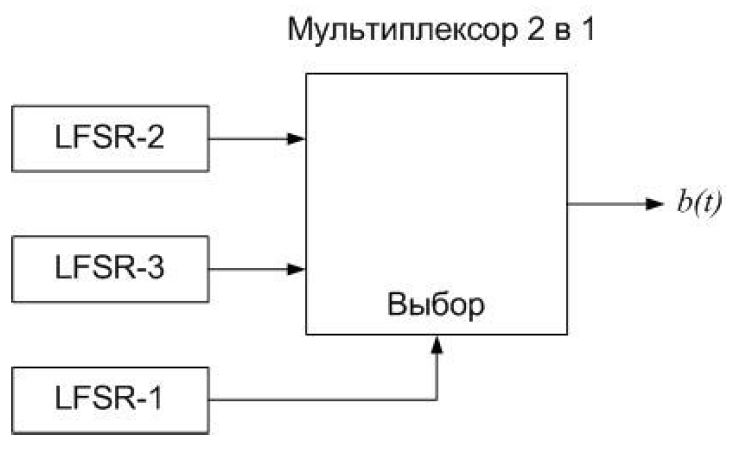 Мультиплексор 2 в 1
LFSR-2
LFSR-3
b(t)
Выбор
LFSR-1